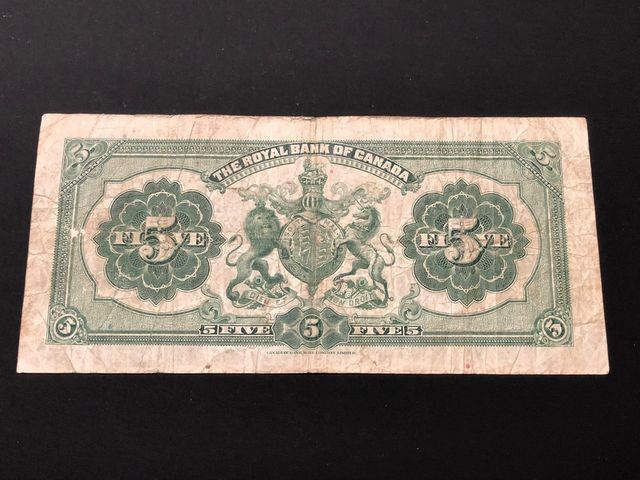 5 5
THE ROYAL BANK OF CANADA
FIVE 5 FIVE 5
DIEU ET MON DROIT
5 5 FIVE 5 FIVE 5 5
CANADIAN BANK NOTE COMPANY, LIMITED